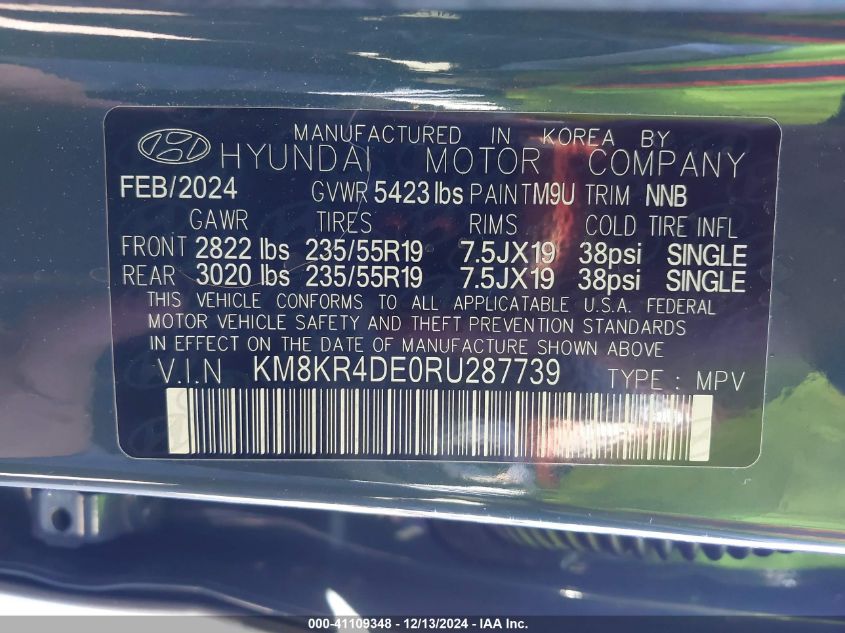 MANUFACTURED IN KOREA BY
HYUNDAI MOTOR COMPANY
FEB/2024 GVWR 5423 lbs PAINT M9U TRIM NNB
GAWR TIRES RIMS COLD TIRE INFL
FRONT 2822 lbs 235/55R19 7.5JX19 38psi SINGLE
REAR 3020 lbs 235/55R19 7.5JX19 38psi SINGLE
THIS VEHICLE CONFORMS TO ALL APPLICATABLE U.S.A. FEDERAL
MOTOR VEHICLE SAFETY AND THEFT PREVENTION STANDARDS
IN EFFECT ON THE DATE OF MANUFACTURE SHOWN ABOVE
V.I.N KM8KR4DE0RU287739 TYPE : MPV
000-41109348 - 12/13/2024 - IAA Inc.